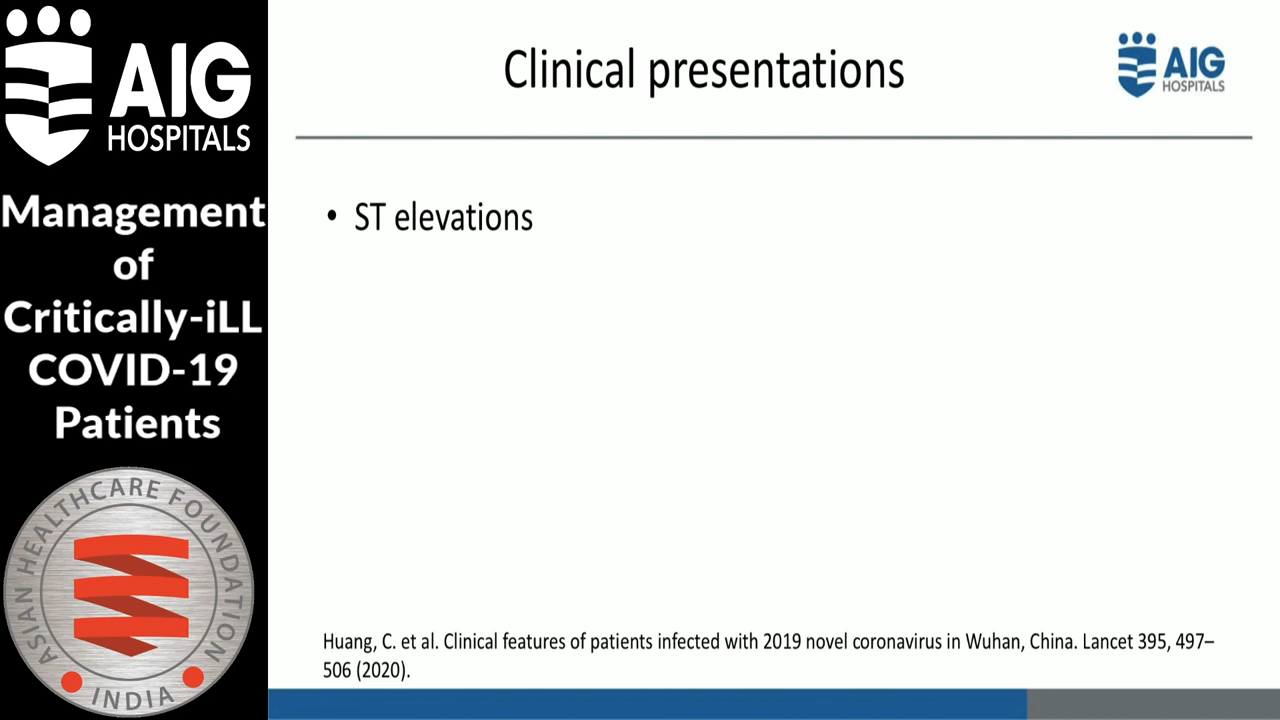 AIG
HOSPITALS
Management
of
Critically-iLL
COVID-19
Patients
ASIAN HEALTHCARE FOUNDATION
INDIA
Clinical presentations
AIG
HOSPITALS
• ST elevations
Huang, C. et al. Clinical features of patients infected with 2019 novel coronavirus in Wuhan, China. Lancet 395, 497–
506 (2020).